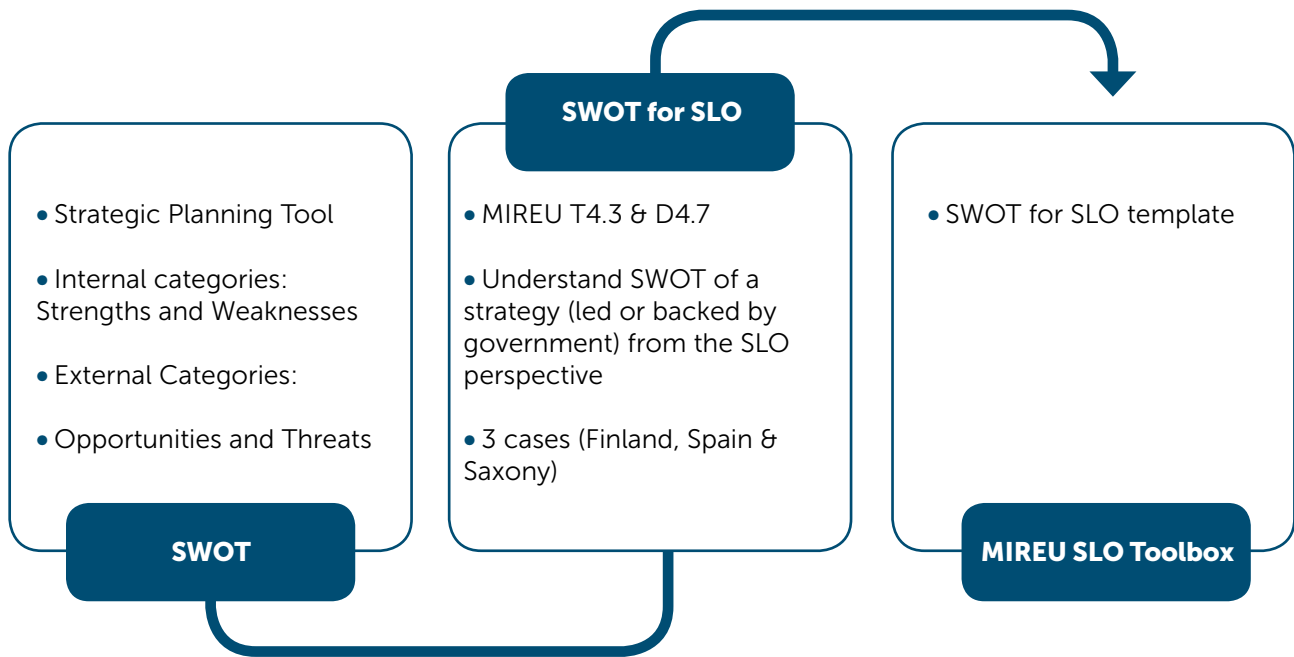 • Strategic Planning Tool
• Internal categories:
Strengths and Weaknesses
• External Categories:
• Opportunities and Threats
SWOT
SWOT for SLO
• MIREU T4.3 & D4.7
• Understand SWOT of a
strategy (led or backed by
government) from the SLO
perspective
• 3 cases (Finland, Spain &
Saxony)
• SWOT for SLO template
MIREU SLO Toolbox